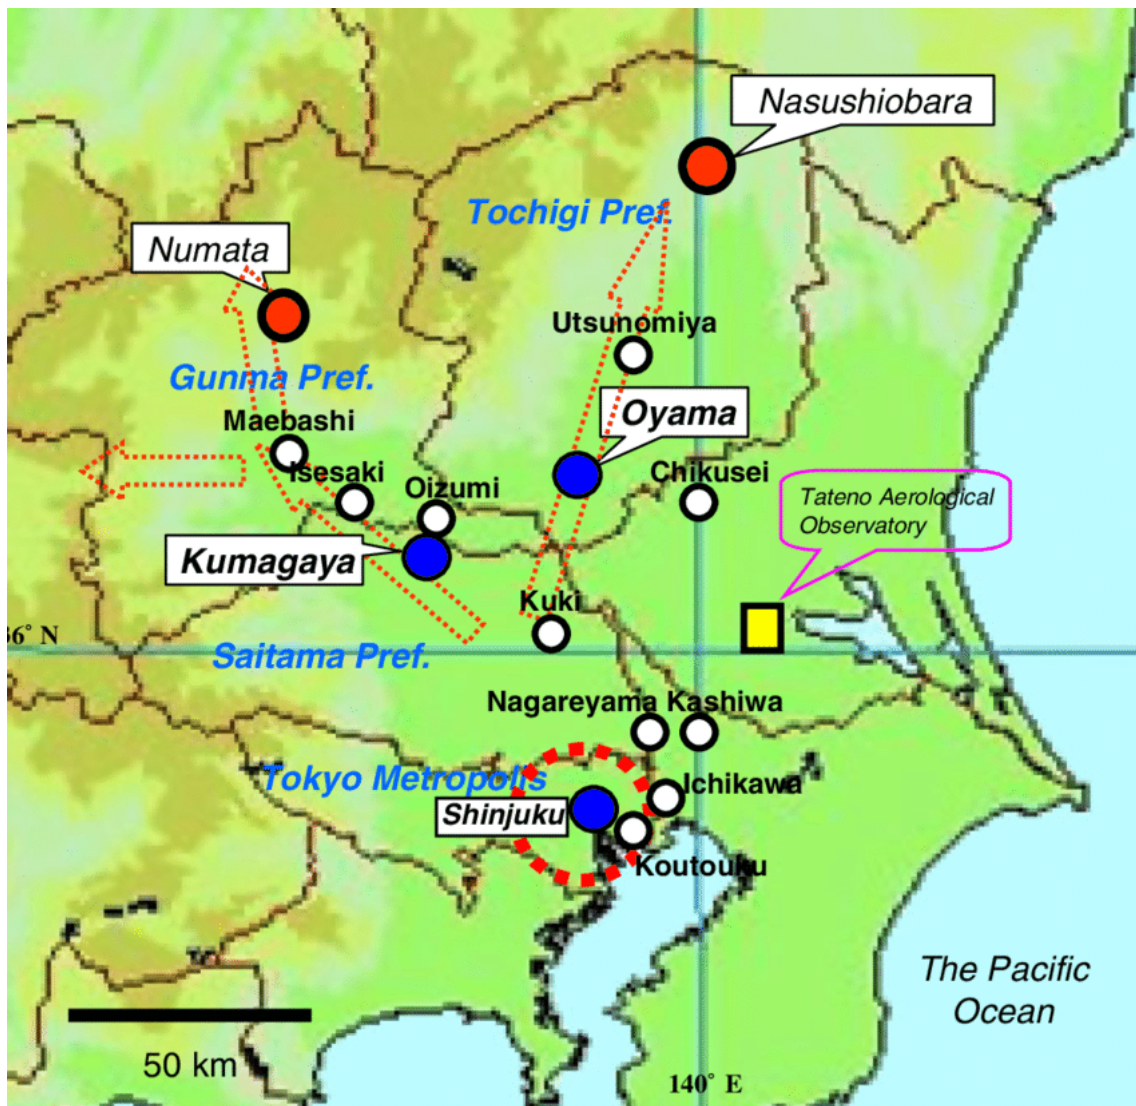 Nasushiobara
Tochigi Pref.
Numata
Utsunomiya
Gunma Pref.
Maebashi
Oyama
Isesaki
Oizumi
Chikusei
Tateno Aerological
Observatory
Kumagaya
Kuki
36° N
Saitama Pref.
Nagareyama Kashiwa
Tokyo Metropolis
Ichikawa
Shinjuku
Koutouku
The Pacific
Ocean
50 km
140° E